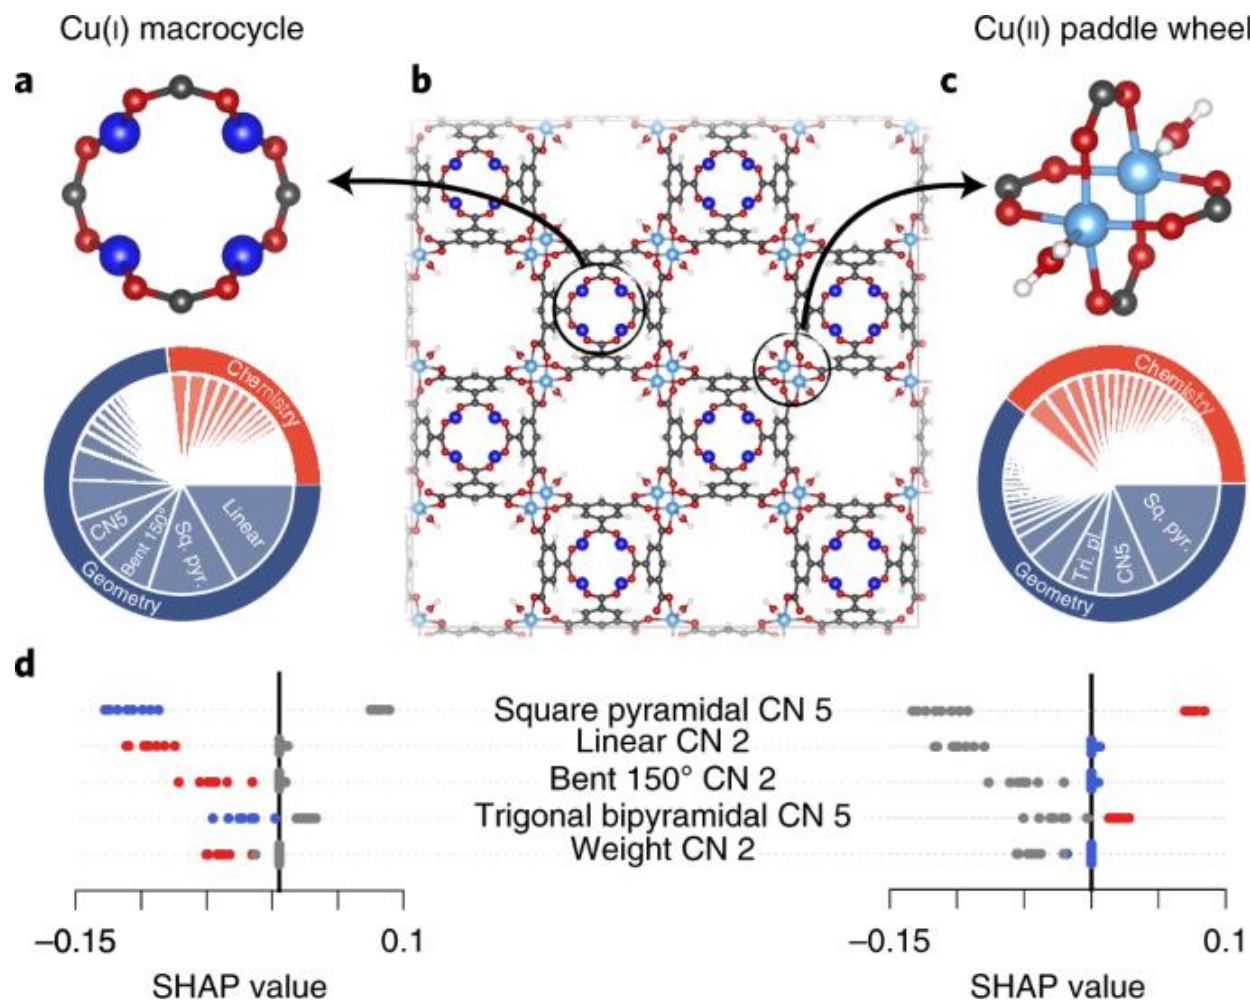 Cu(I) macrocycle
Cu(II) paddle wheel
a
b
c
Chemistry
Linear
Sq. pyr.
Bent 150°
CN5
Geometry
Chemistry
Sq. pyr.
CN5
Tri. pl
Geometry
d
Square pyramidal CN 5
Linear CN 2
Bent 150° CN 2
Trigonal bipyramidal CN 5
Weight CN 2
−0.15
0.1
−0.15
0.1
SHAP value
SHAP value